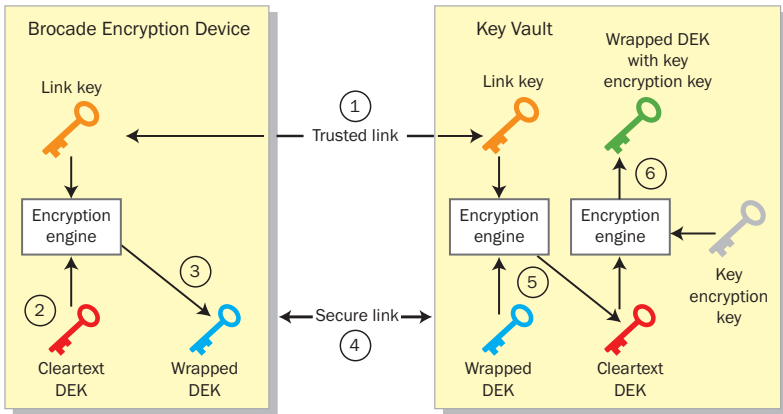 Brocade Encryption Device
Link key
Encryption
engine
2
3
Cleartext
DEK
Wrapped
DEK
1
Trusted link
Secure link
4
Key Vault
Link key
Wrapped DEK
with key
encryption key
6
Encryption
engine
Encryption
engine
5
Key
encryption
key
Wrapped
DEK
Cleartext
DEK